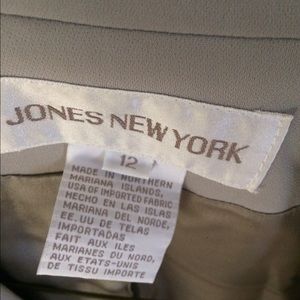 JONES NEW YORK
12
MADE IN NORTHERN
MARIANA ISLANDS,
USA OF IMPORTED FABRIC
HECHO EN LAS ISLAS
MARIANA DEL NORDE,
EE.UU DE TELAS
IMPORTADAS
FAIT AUX ILES
MARIANES DU NORD,
AUX ETATS-UNIS
DE TISSU IMPORTE